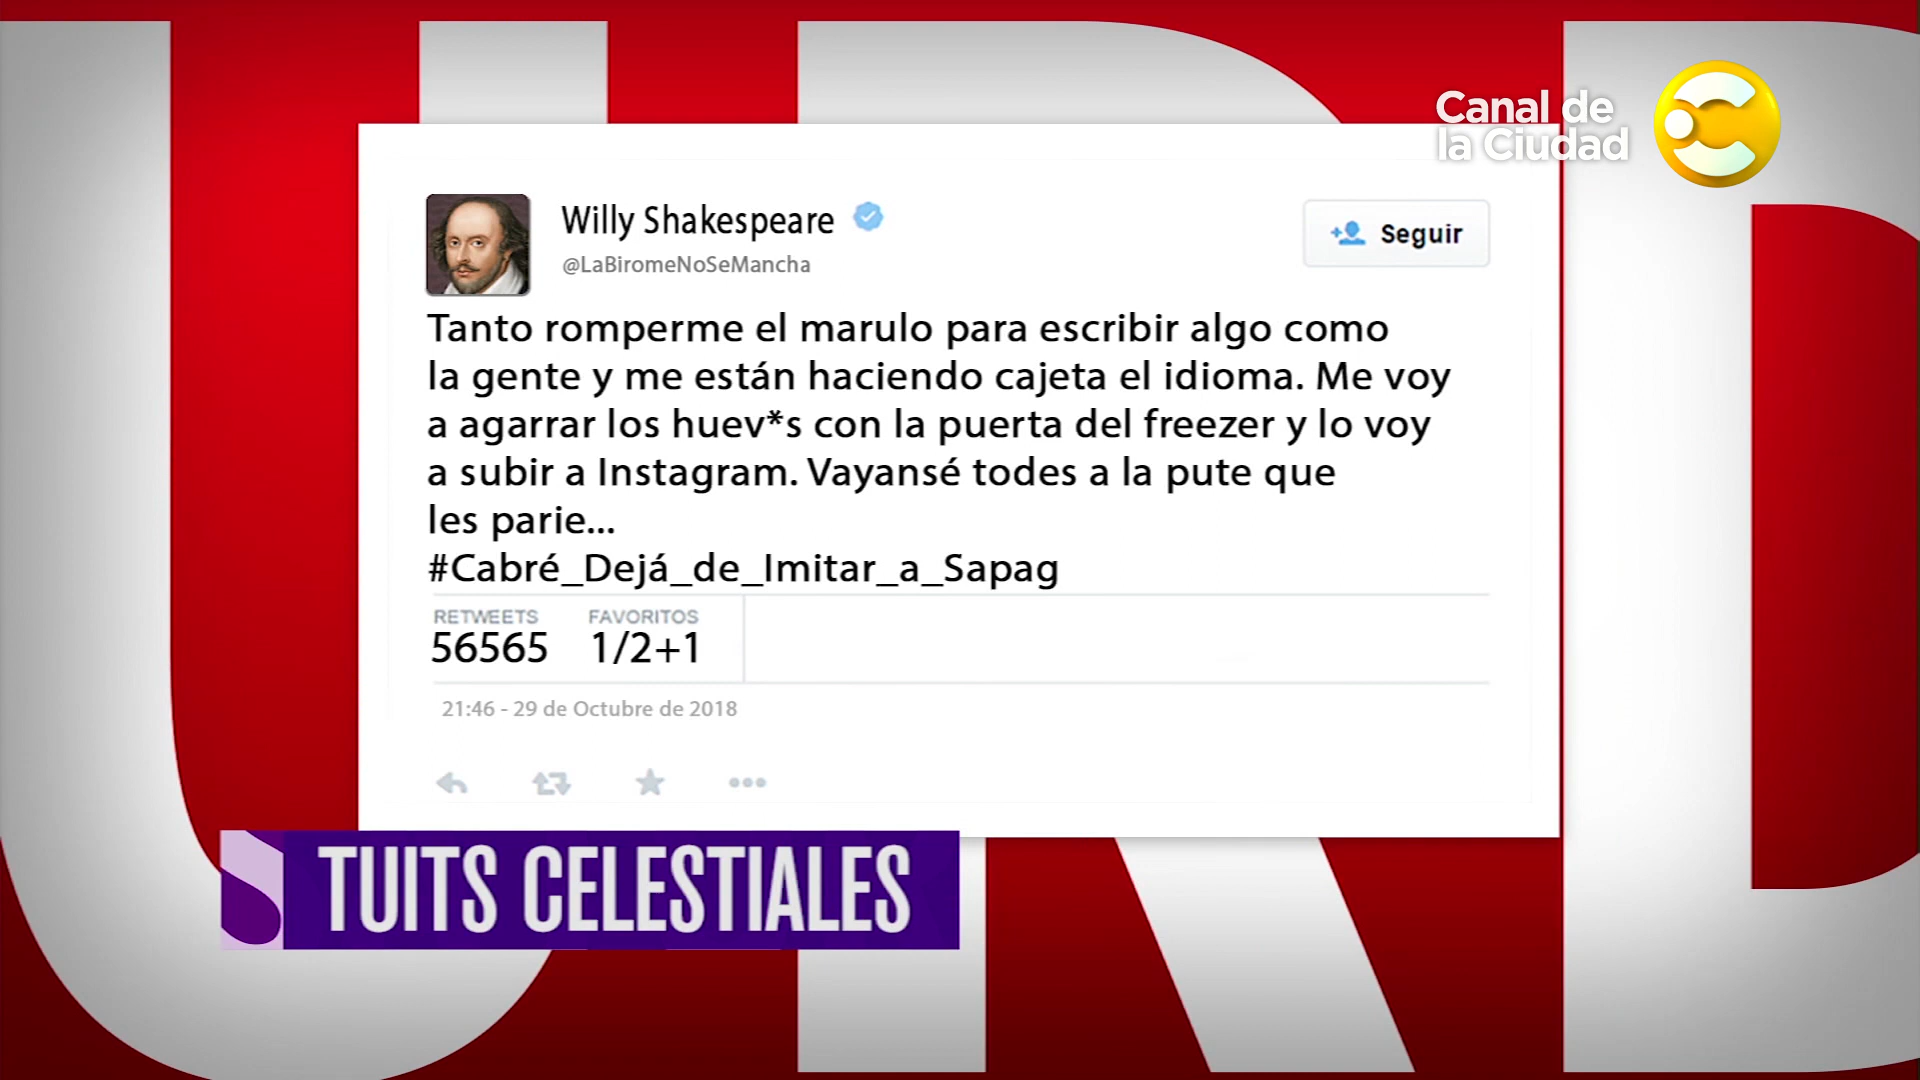 Canal de
la Ciudad
Willy Shakespeare
@LaBiromeNoSeMancha
Seguir
Tanto romperme el marulo para escribir algo como
la gente y me están haciendo cajeta el idioma. Me voy
a agarrar los huev*s con la puerta del freezer y lo voy
a subir a Instagram. Vayansé todes a la pute que
les parie...
#Cabré_Dejá_de_Imitar_a_Sapag
RETWEETS FAVORITOS
56565 1/2+1
21:46 - 29 de Octubre de 2018
TUITS CELESTIALES